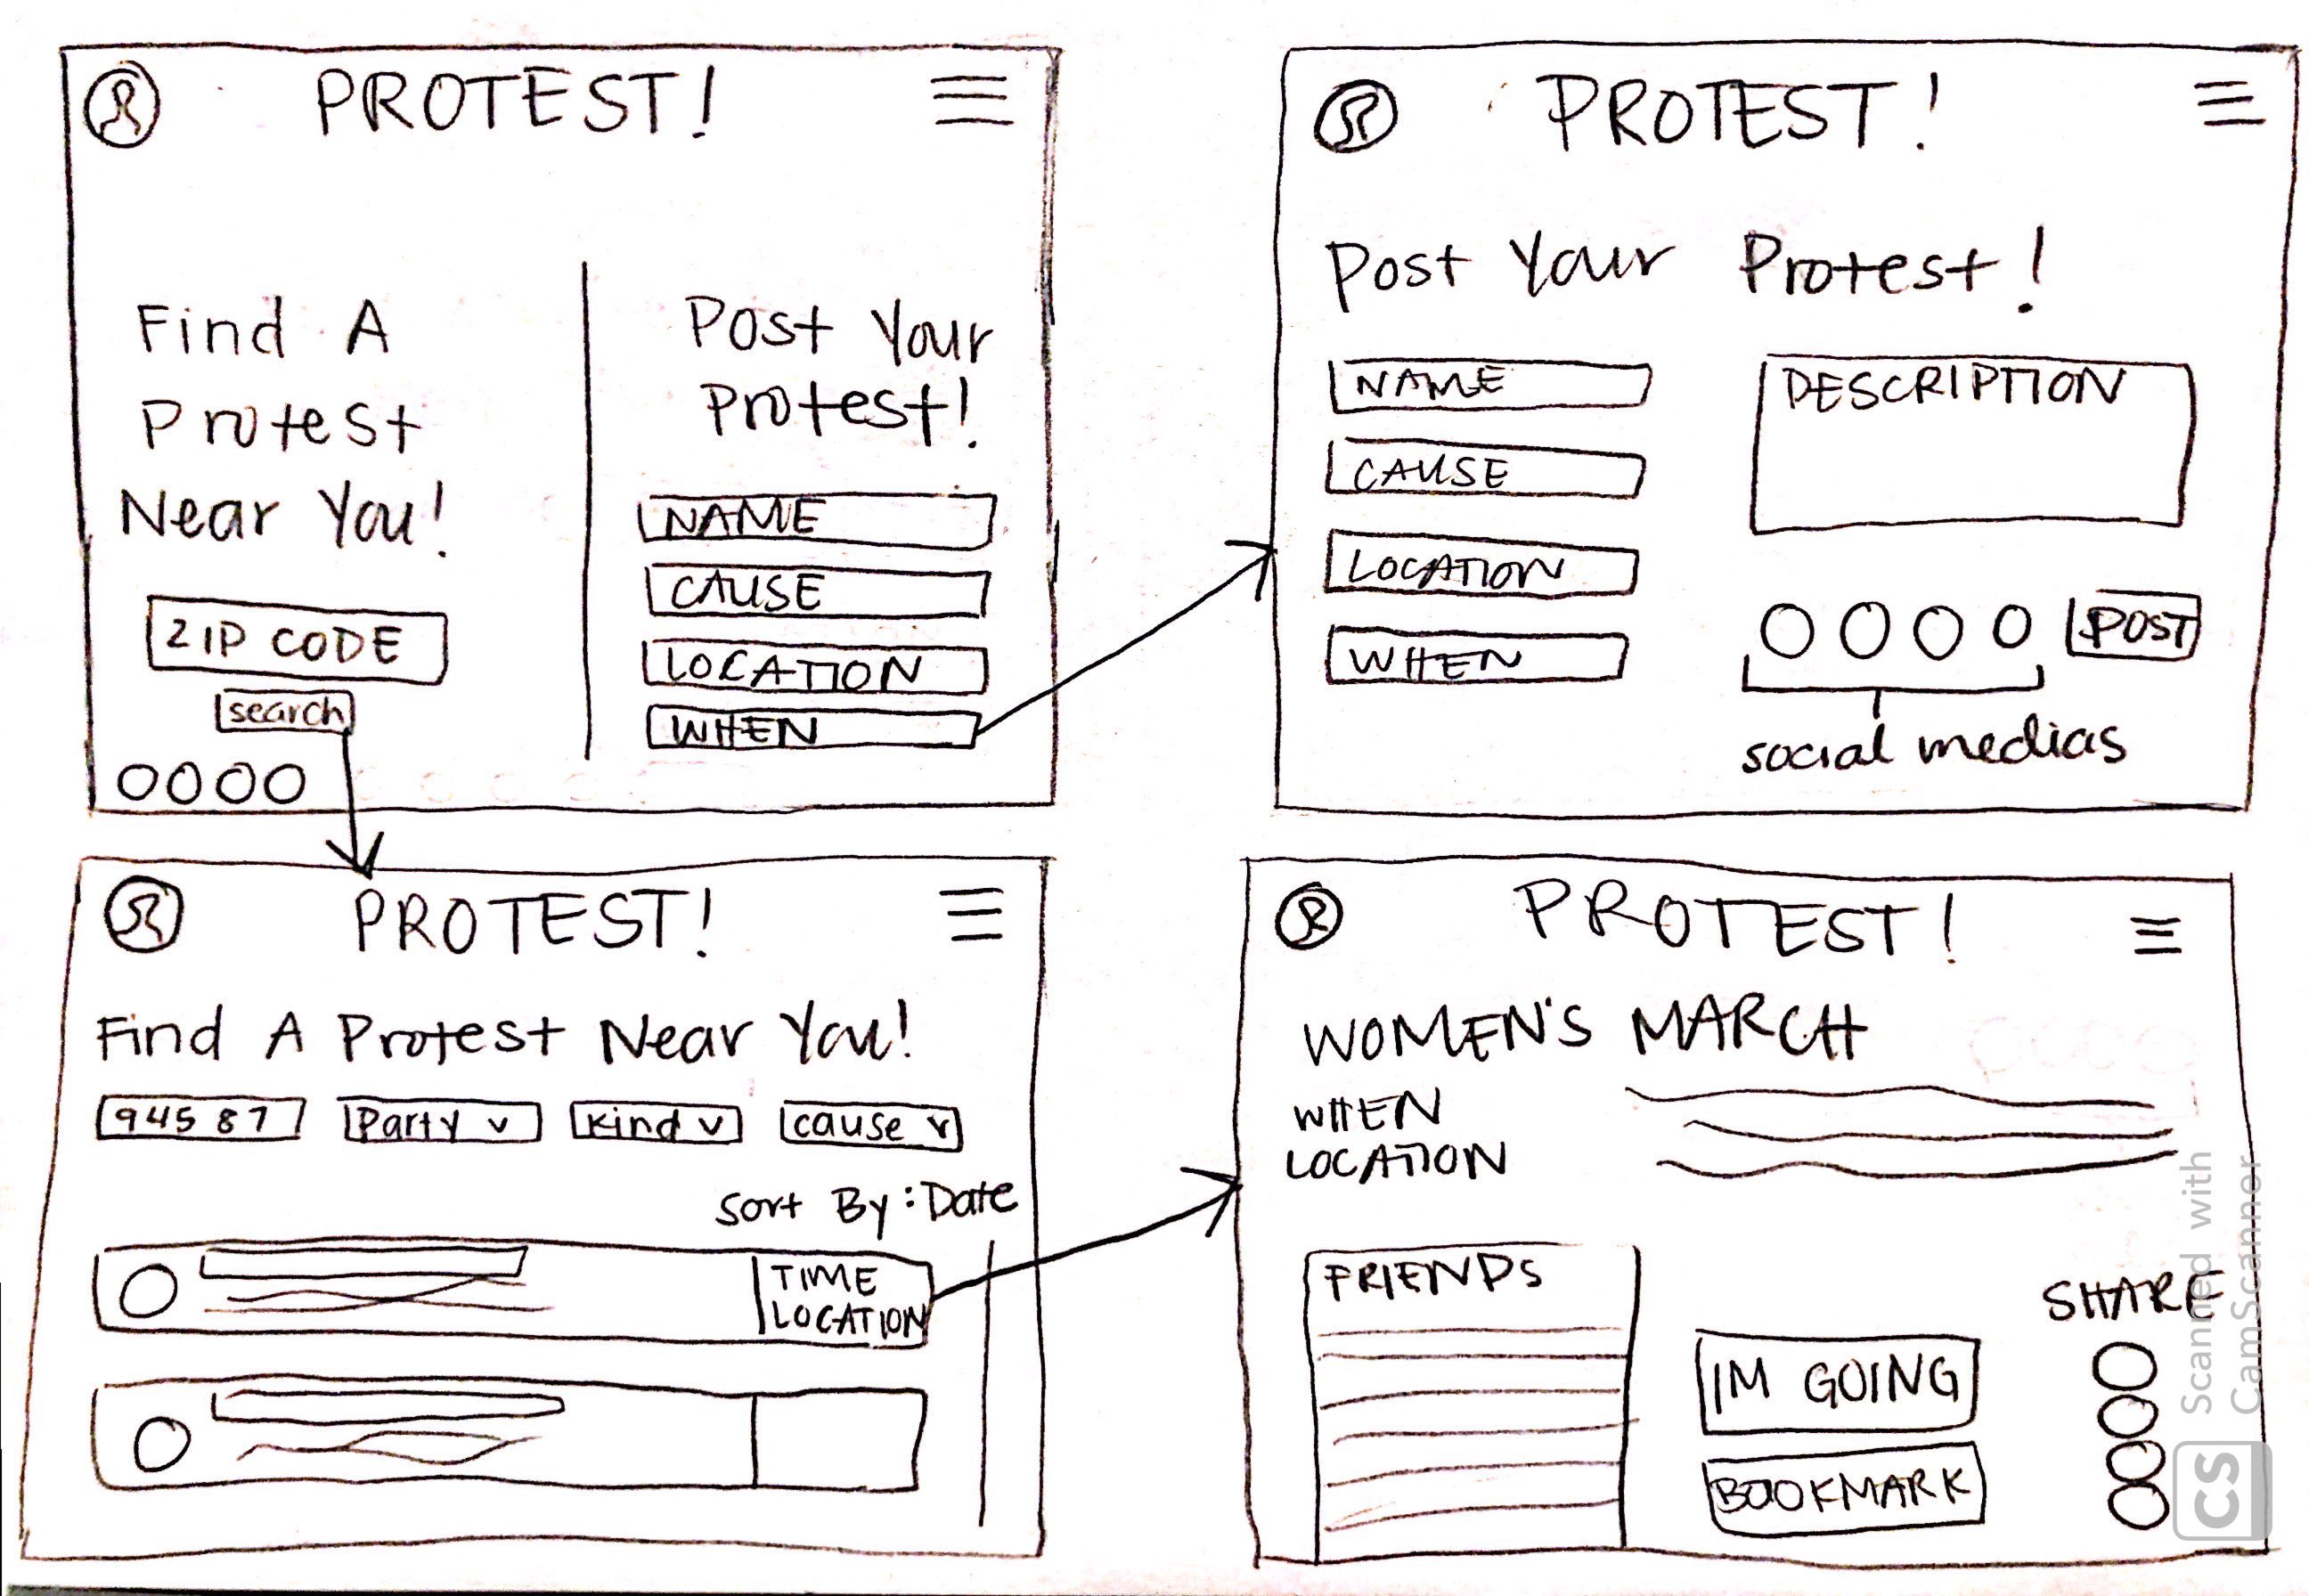 PROTEST!
Find A
Protest
Near You!
ZIP CODE
search
Post Your
Protest!
NAME
CAUSE
LOCATION
WHEN
PROTEST!
Post Your Protest!
NAME
CAUSE
LOCATION
WHEN
DESCRIPTION
POST
social medias
PROTEST!
Find A Protest Near You!
94587 Party Kind cause
Sort By: Date
TIME
LOCATION
PROTEST!
WOMEN'S MARCH
WHEN
LOCATION
FRIENDS
IM GOING
BOOKMARK
SHARE
Scanned with
CamScanner
CS